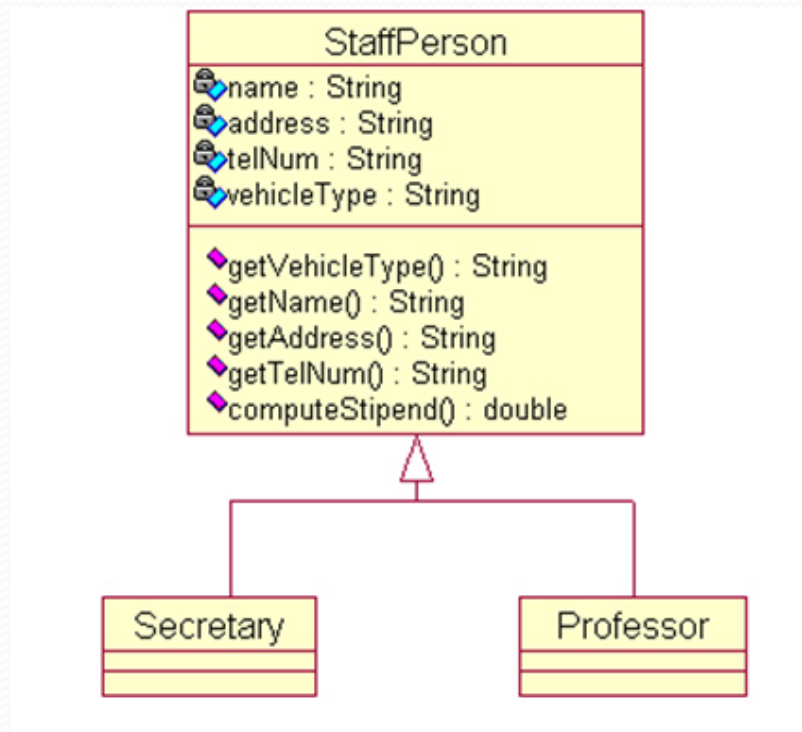 StaffPerson
name : String
address : String
telNum : String
vehicleType : String
getVehicleType() : String
getName() : String
getAddress() : String
getTelNum() : String
computeStipend() : double
Secretary
Professor